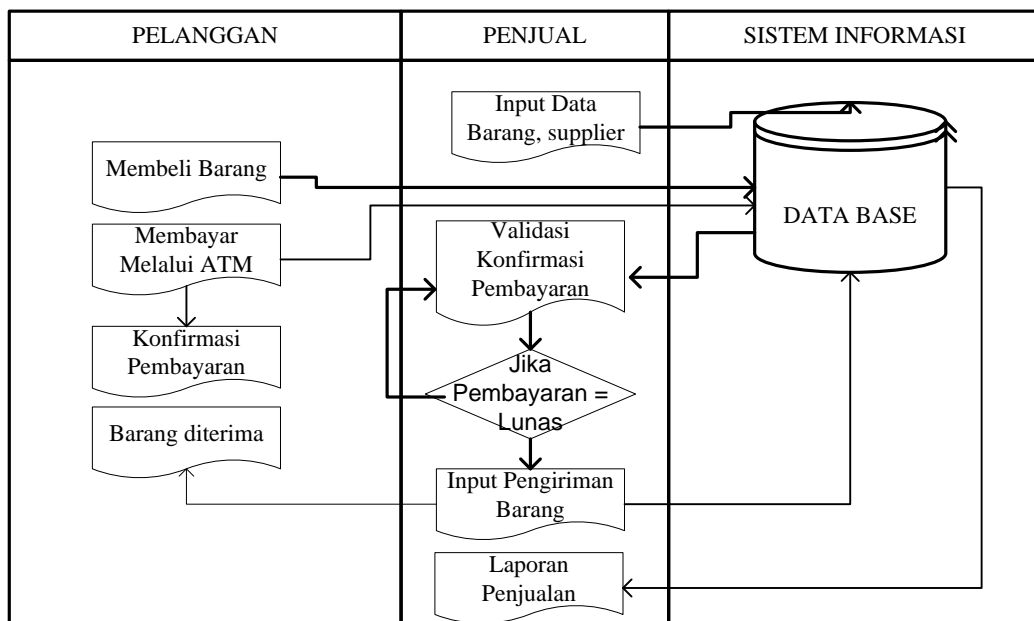 PELANGGAN
PENJUAL
SISTEM INFORMASI
Input Data
Barang, supplier
Membeli Barang
DATA BASE
Membayar
Melalui ATM
Validasi
Konfirmasi
Pembayaran
Konfirmasi
Pembayaran
Jika
Pembayaran =
Lunas
Barang diterima
Input Pengiriman
Barang
Laporan
Penjualan